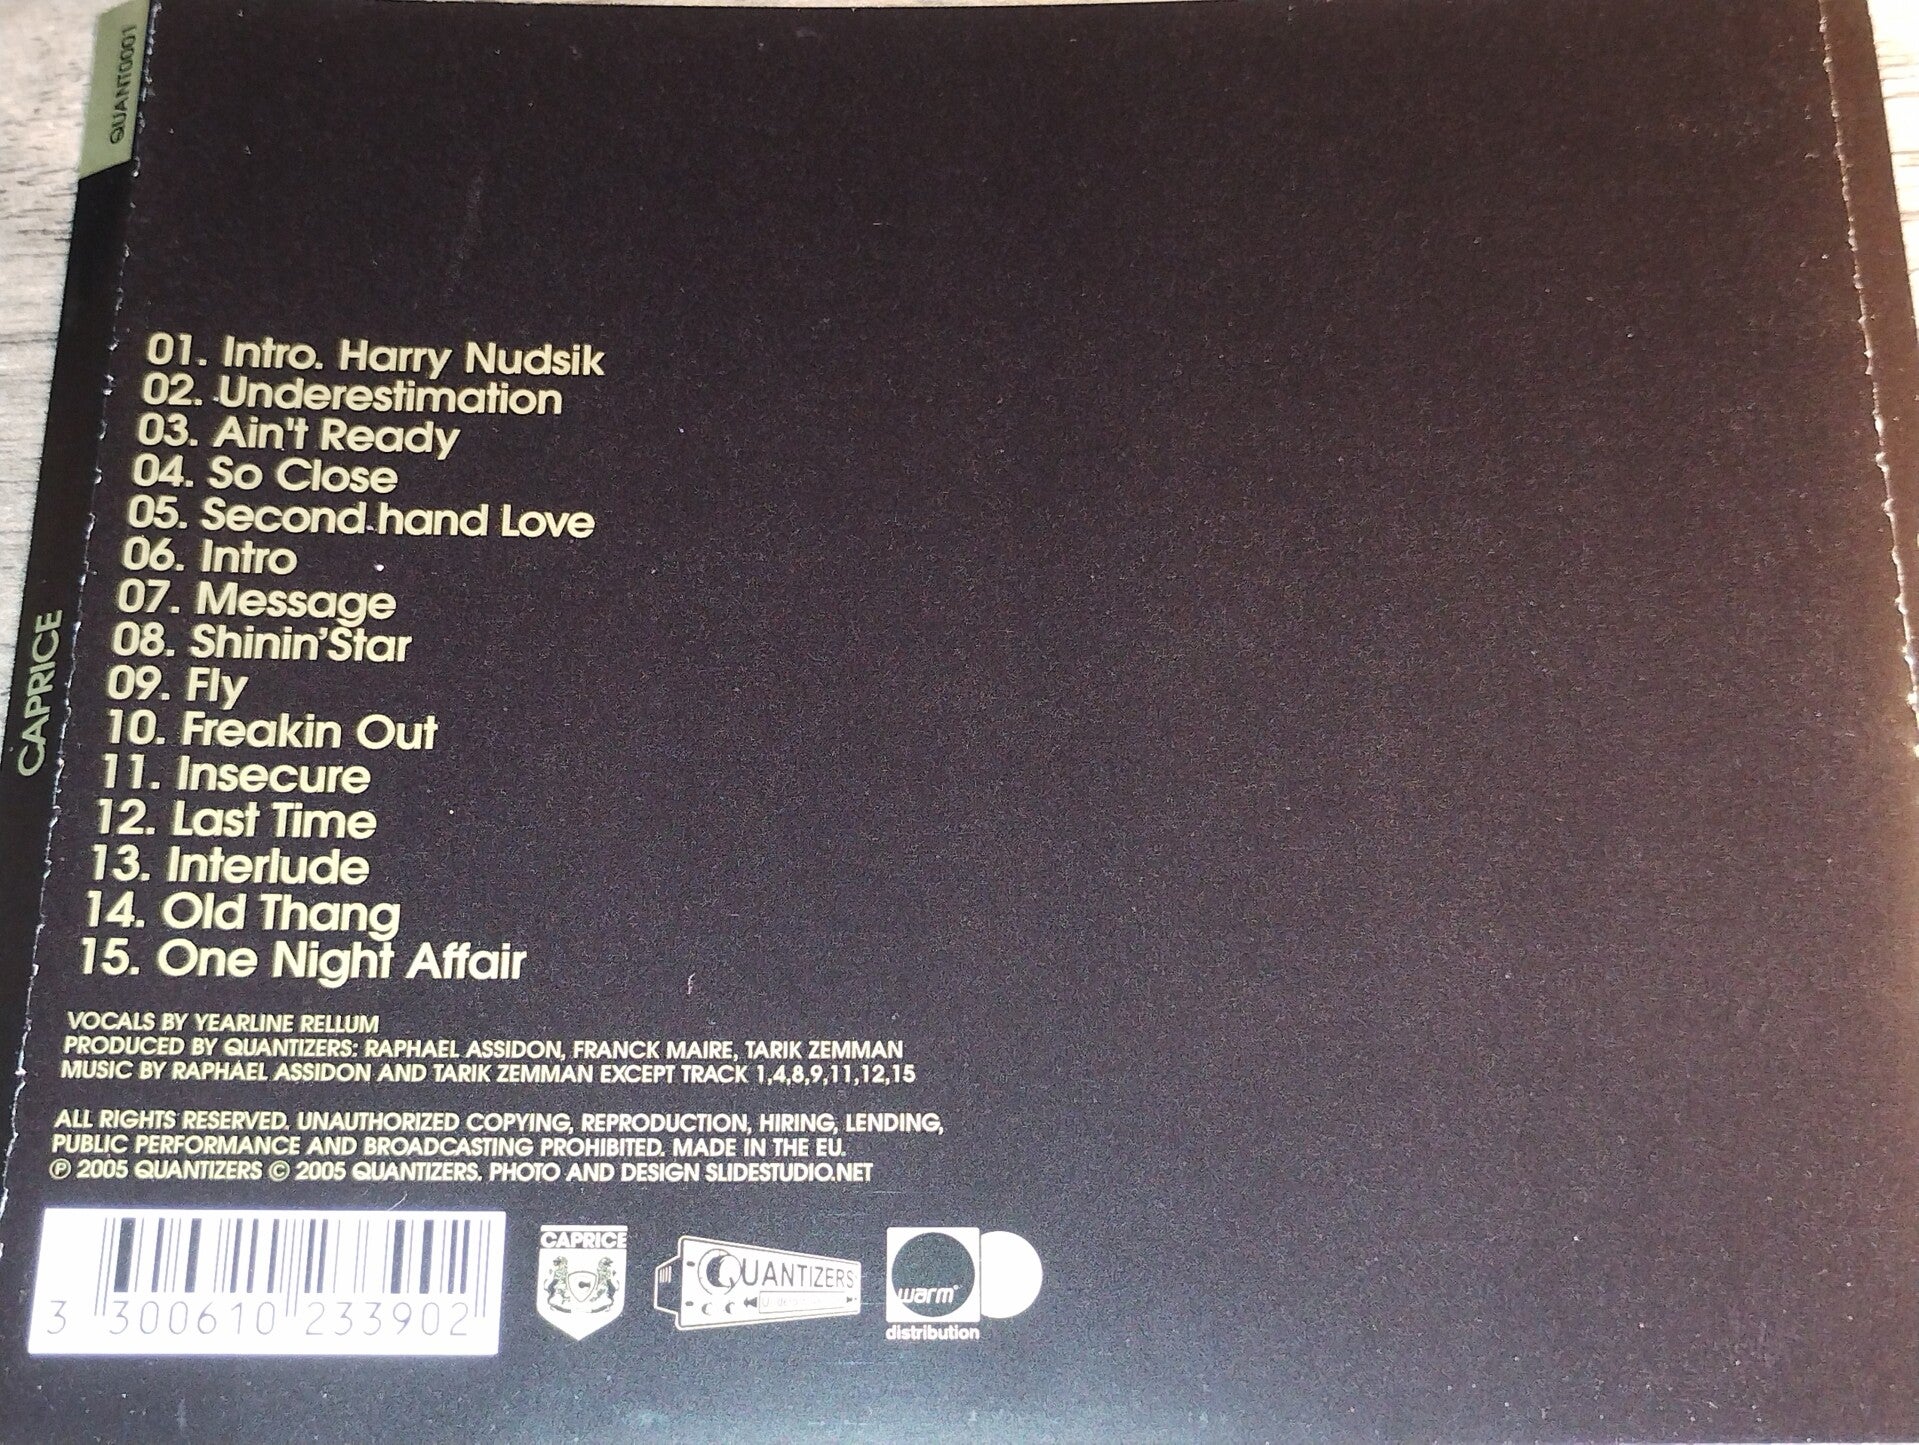 QUANT0001
CAPRICE
01. Intro. Harry Nudsik
02. Underestimation
03. Ain't Ready
04. So Close
05. Second hand Love
06. Intro
07. Message
08. Shinin'Star
09. Fly
10. Freakin Out
11. Insecure
12. Last Time
13. Interlude
14. Old Thang
15. One Night Affair
VOCALS BY YEARLINE RELLUM
PRODUCED BY QUANTIZERS: RAPHAEL ASSIDON, FRANCK MAIRE, TARIK ZEMMAN
MUSIC BY RAPHAEL ASSIDON AND TARIK ZEMMAN EXCEPT TRACK 1,4,8,9,11,12,15
ALL RIGHTS RESERVED. UNAUTHORIZED COPYING, REPRODUCTION, HIRING, LENDING,
PUBLIC PERFORMANCE AND BROADCASTING PROHIBITED. MADE IN THE EU.
℗ 2005 QUANTIZERS © 2005 QUANTIZERS. PHOTO AND DESIGN SLIDESTUDIO.NET
3 300610 233902
CAPRICE
C
QUANTIZERS
warm
distribution